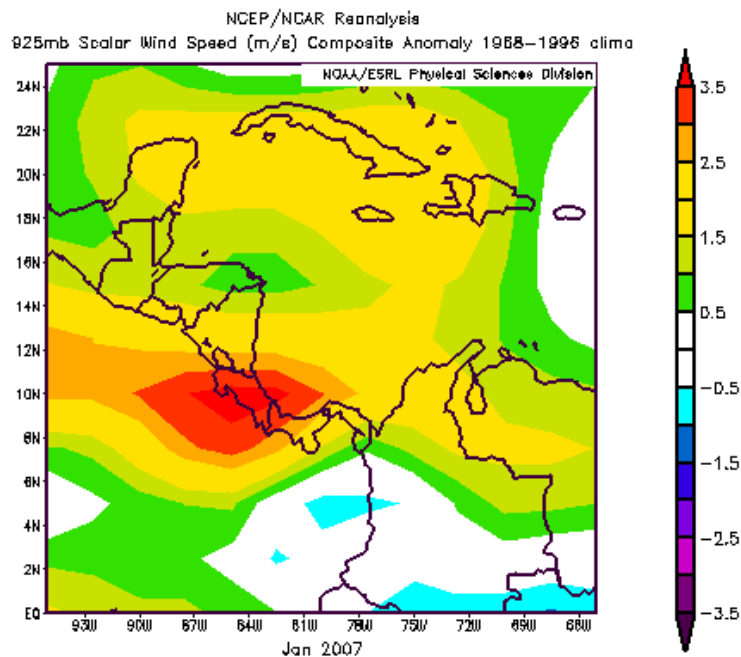 NCEP/NCAR Reanalysis
925mb Scalar Wind Speed (m/s) Composite Anomaly 1968-1996 clima
NOAA/ESRL Physical Sciences Division
24N
22N
20N
18N
16N
14N
12N
10N
8N
6N
4N
2N
EQ
93W 90W 87W 84W 81W 78W 75W 72W 69W 66W
Jan 2007
3.5
2.5
1.5
0.5
-0.5
-1.5
-2.5
-3.5